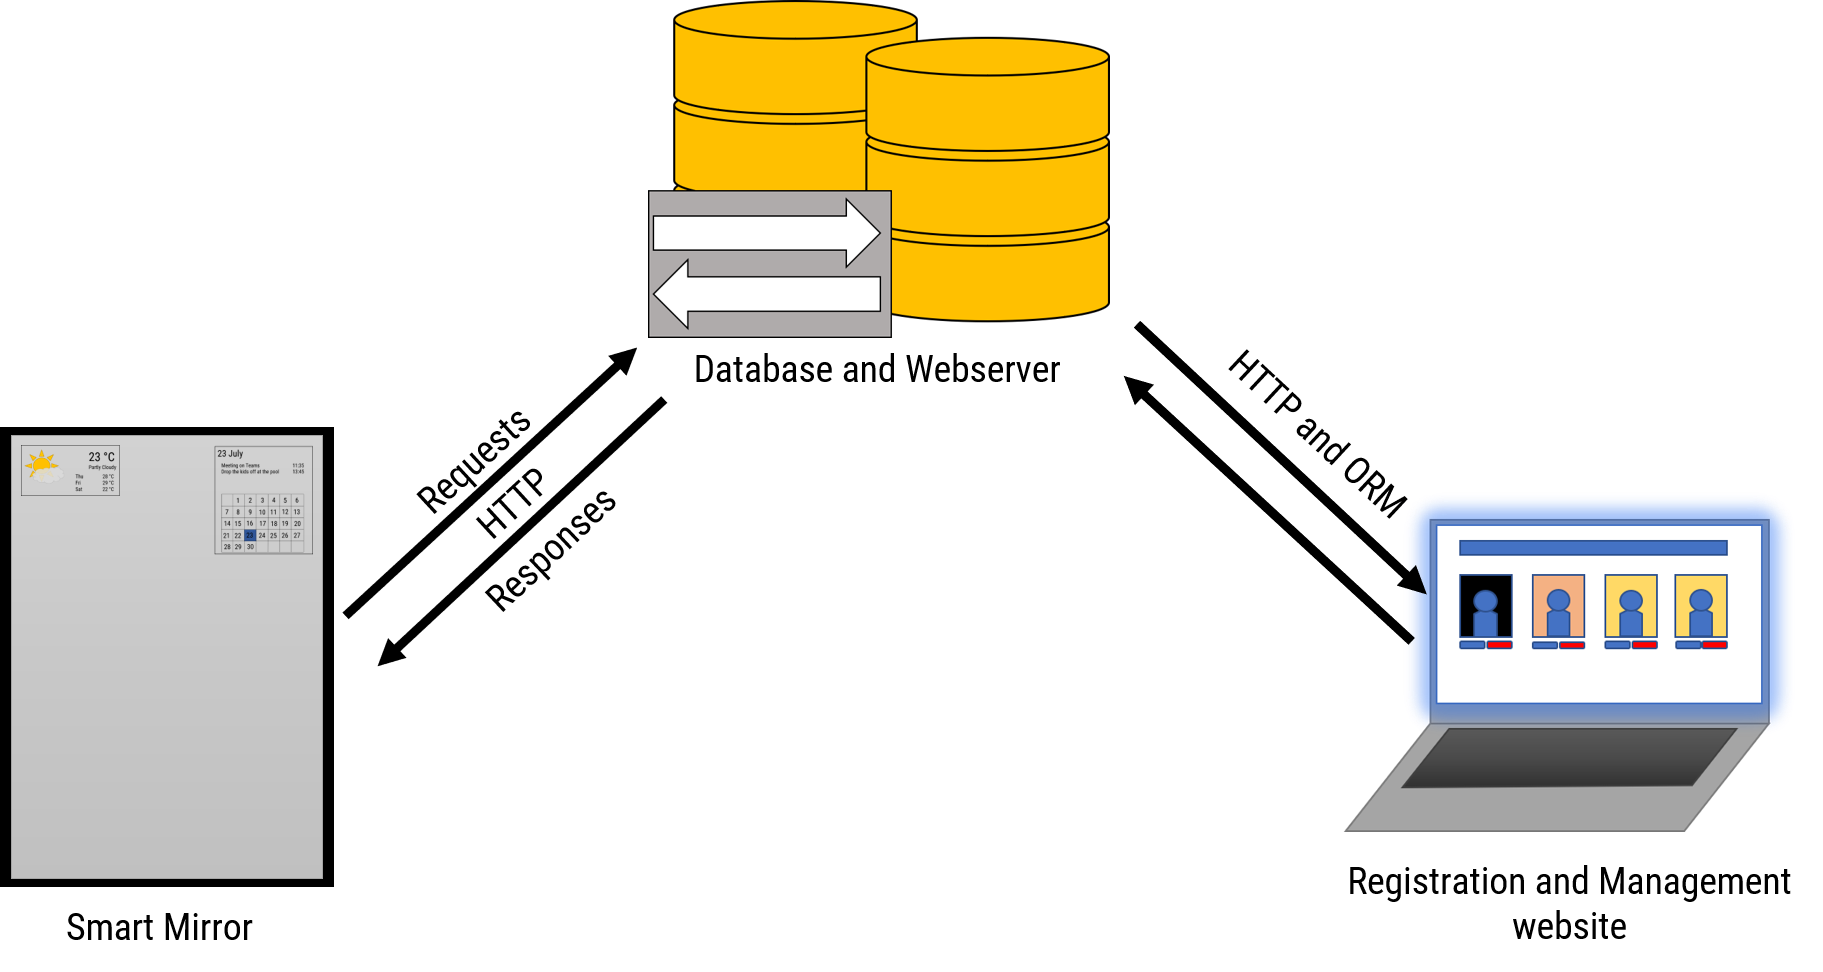 Database and Webserver
Requests
HTTP
Responses
HTTP and ORM
23 °C
Partly Cloudy
Thu 28 °C
Fri 29 °C
Sat 22 °C
23 July
Meeting on Teams 11:35
Drop the kids off at the pool 13:45
1 2 3 4 5 6
7 8 9 10 11 12 13
14 15 16 17 18 19 20
21 22 23 24 25 26 27
28 29 30
Smart Mirror
Registration and Management
website